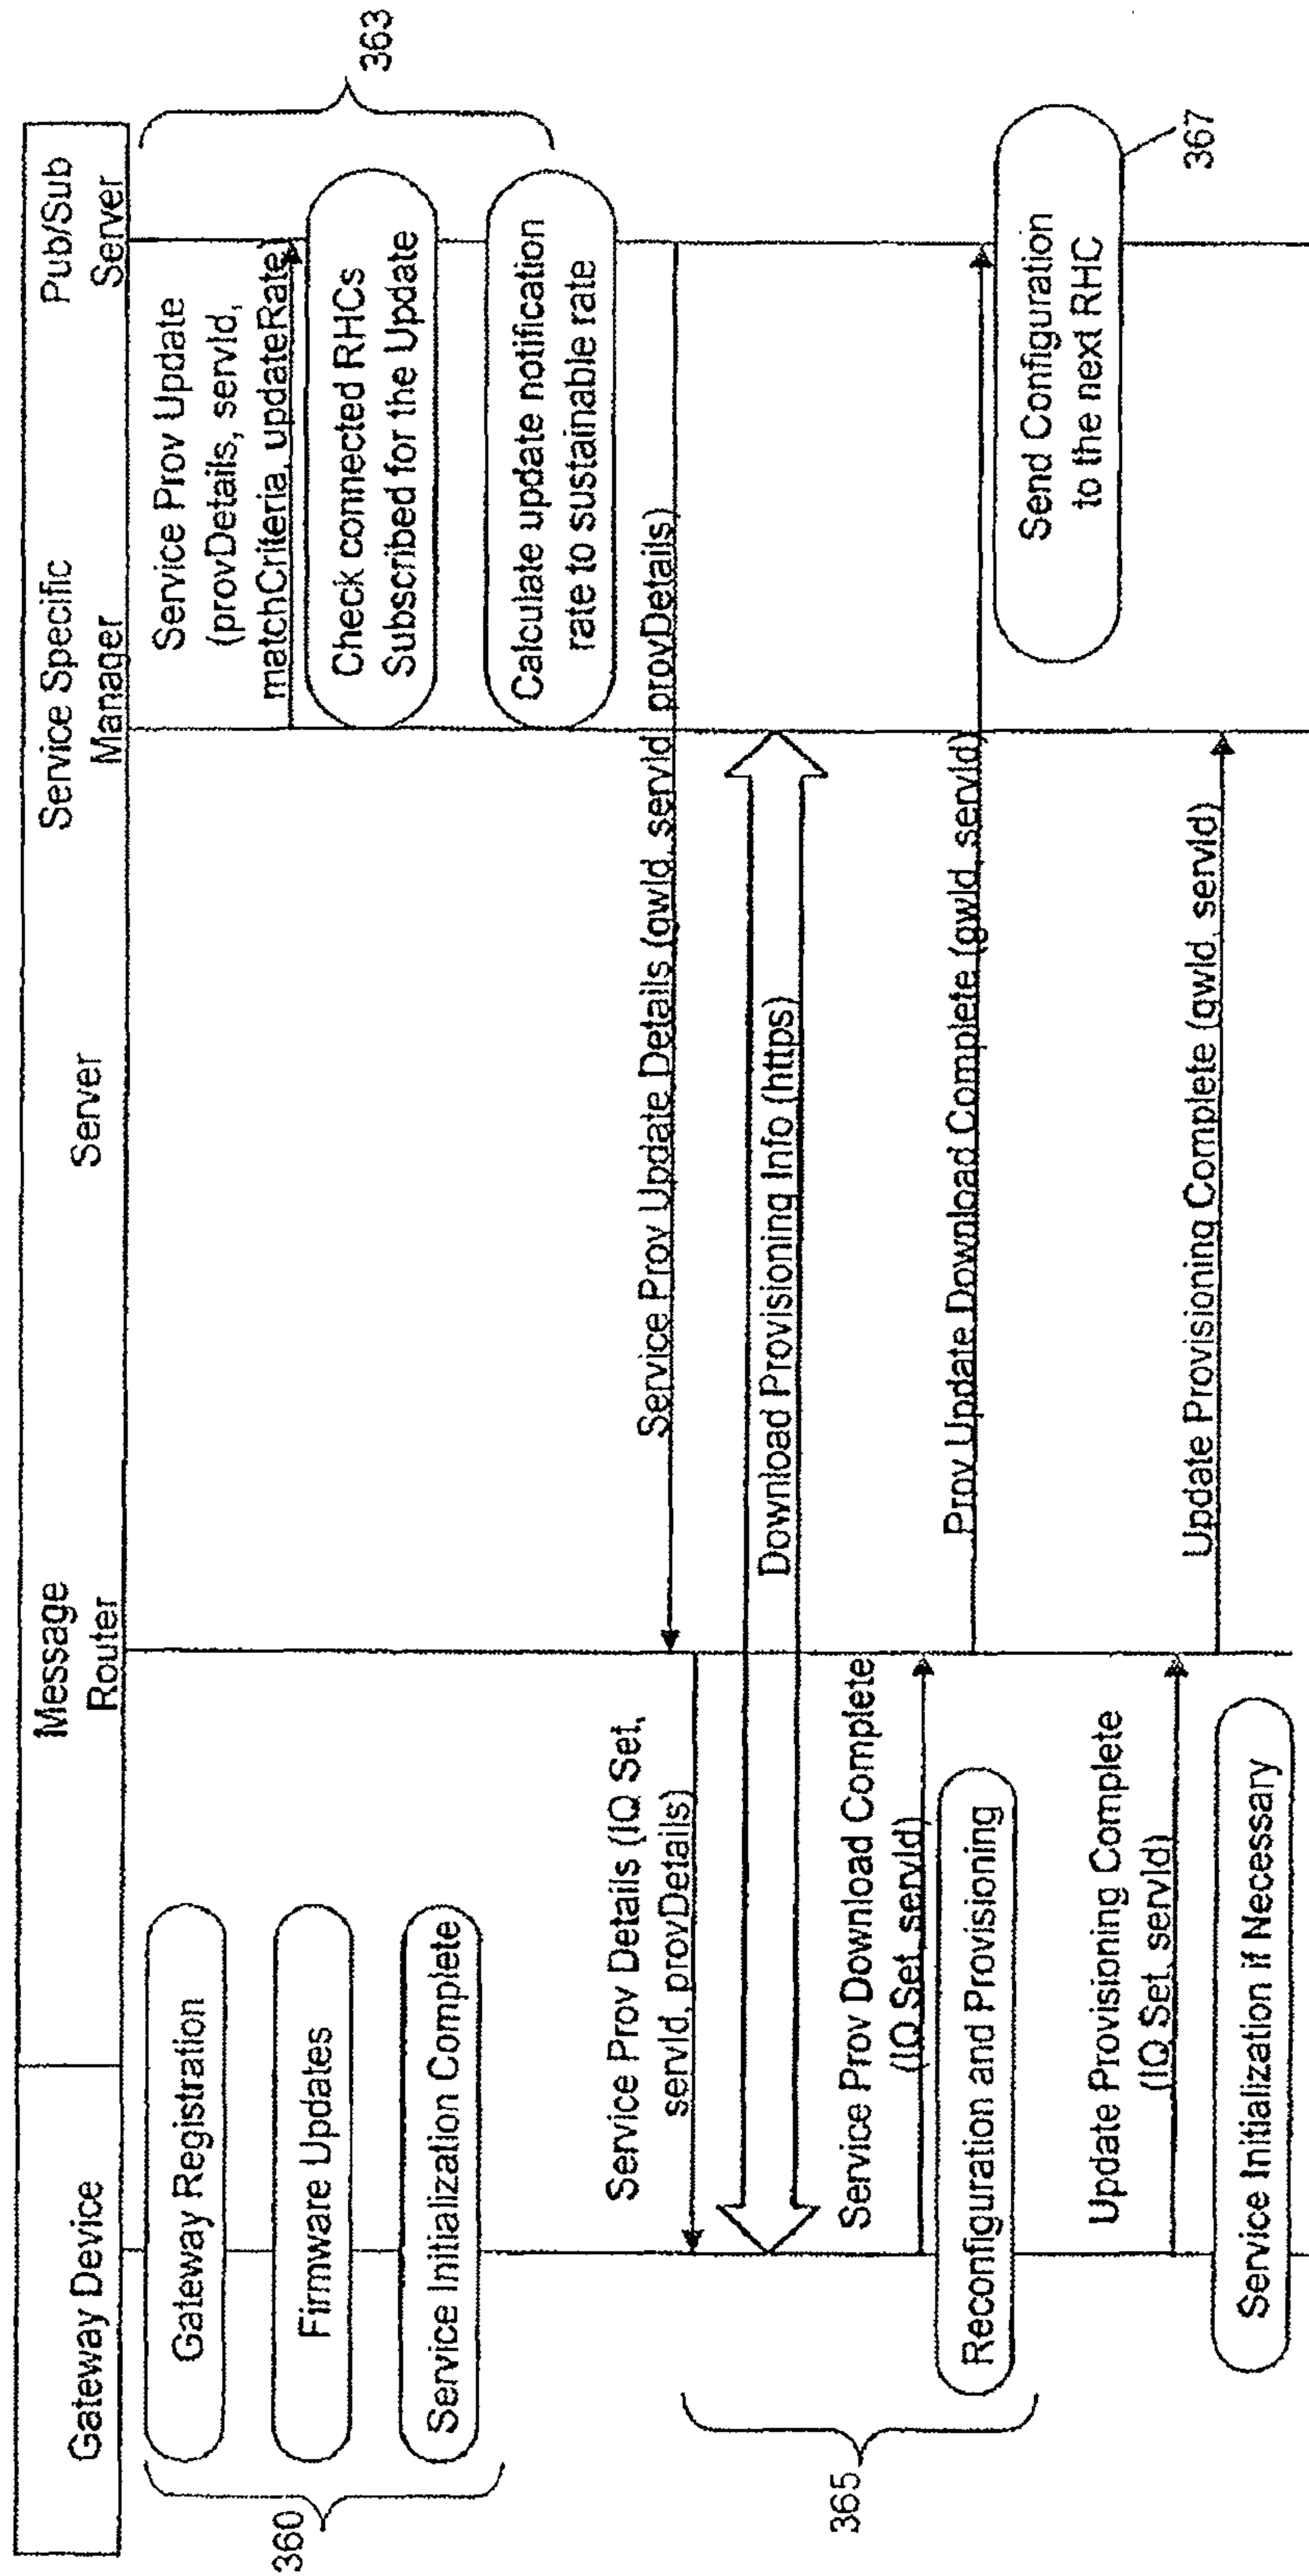 Gateway Device
Message
Router
Server
Service Specific
Manager
Pub/Sub
Server
360
Gateway Registration
Firmware Updates
Service Initialization Complete
Service Prov Update
(provDetails, servId,
matchCriteria, updateRate)
Check connected RHCs
Subscribed for the Update
Calculate update notification
rate to sustainable rate
363
Service Prov Update Details (gwId, servId, provDetails)
Service Prov Details (IQ Set,
servId, provDetails)
Download Provisioning Info (https)
365
Service Prov Download Complete
(IQ Set, servId)
Reconfiguration and Provisioning
Prov Update Download Complete (gwId, servId)
Send Configuration
to the next RHC
367
Update Provisioning Complete
(IQ Set, servId)
Update Provisioning Complete (gwId, servId)
Service Initialization if Necessary